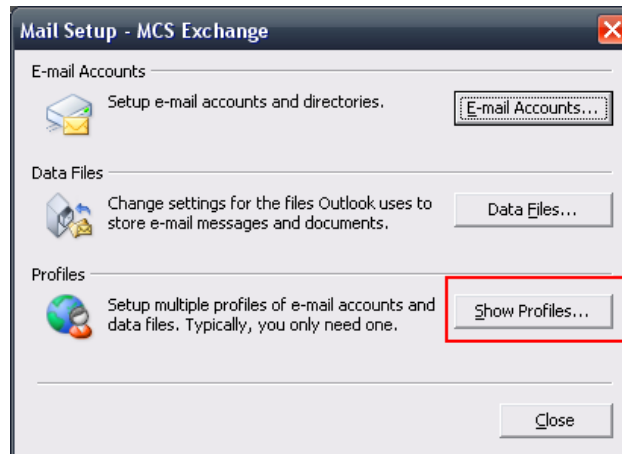 Mail Setup - MCS Exchange
E-mail Accounts
Setup e-mail accounts and directories.
E-mail Accounts...
Data Files
Change settings for the files Outlook uses to
store e-mail messages and documents.
Data Files...
Profiles
Setup multiple profiles of e-mail accounts and
data files. Typically, you only need one.
Show Profiles...
Close